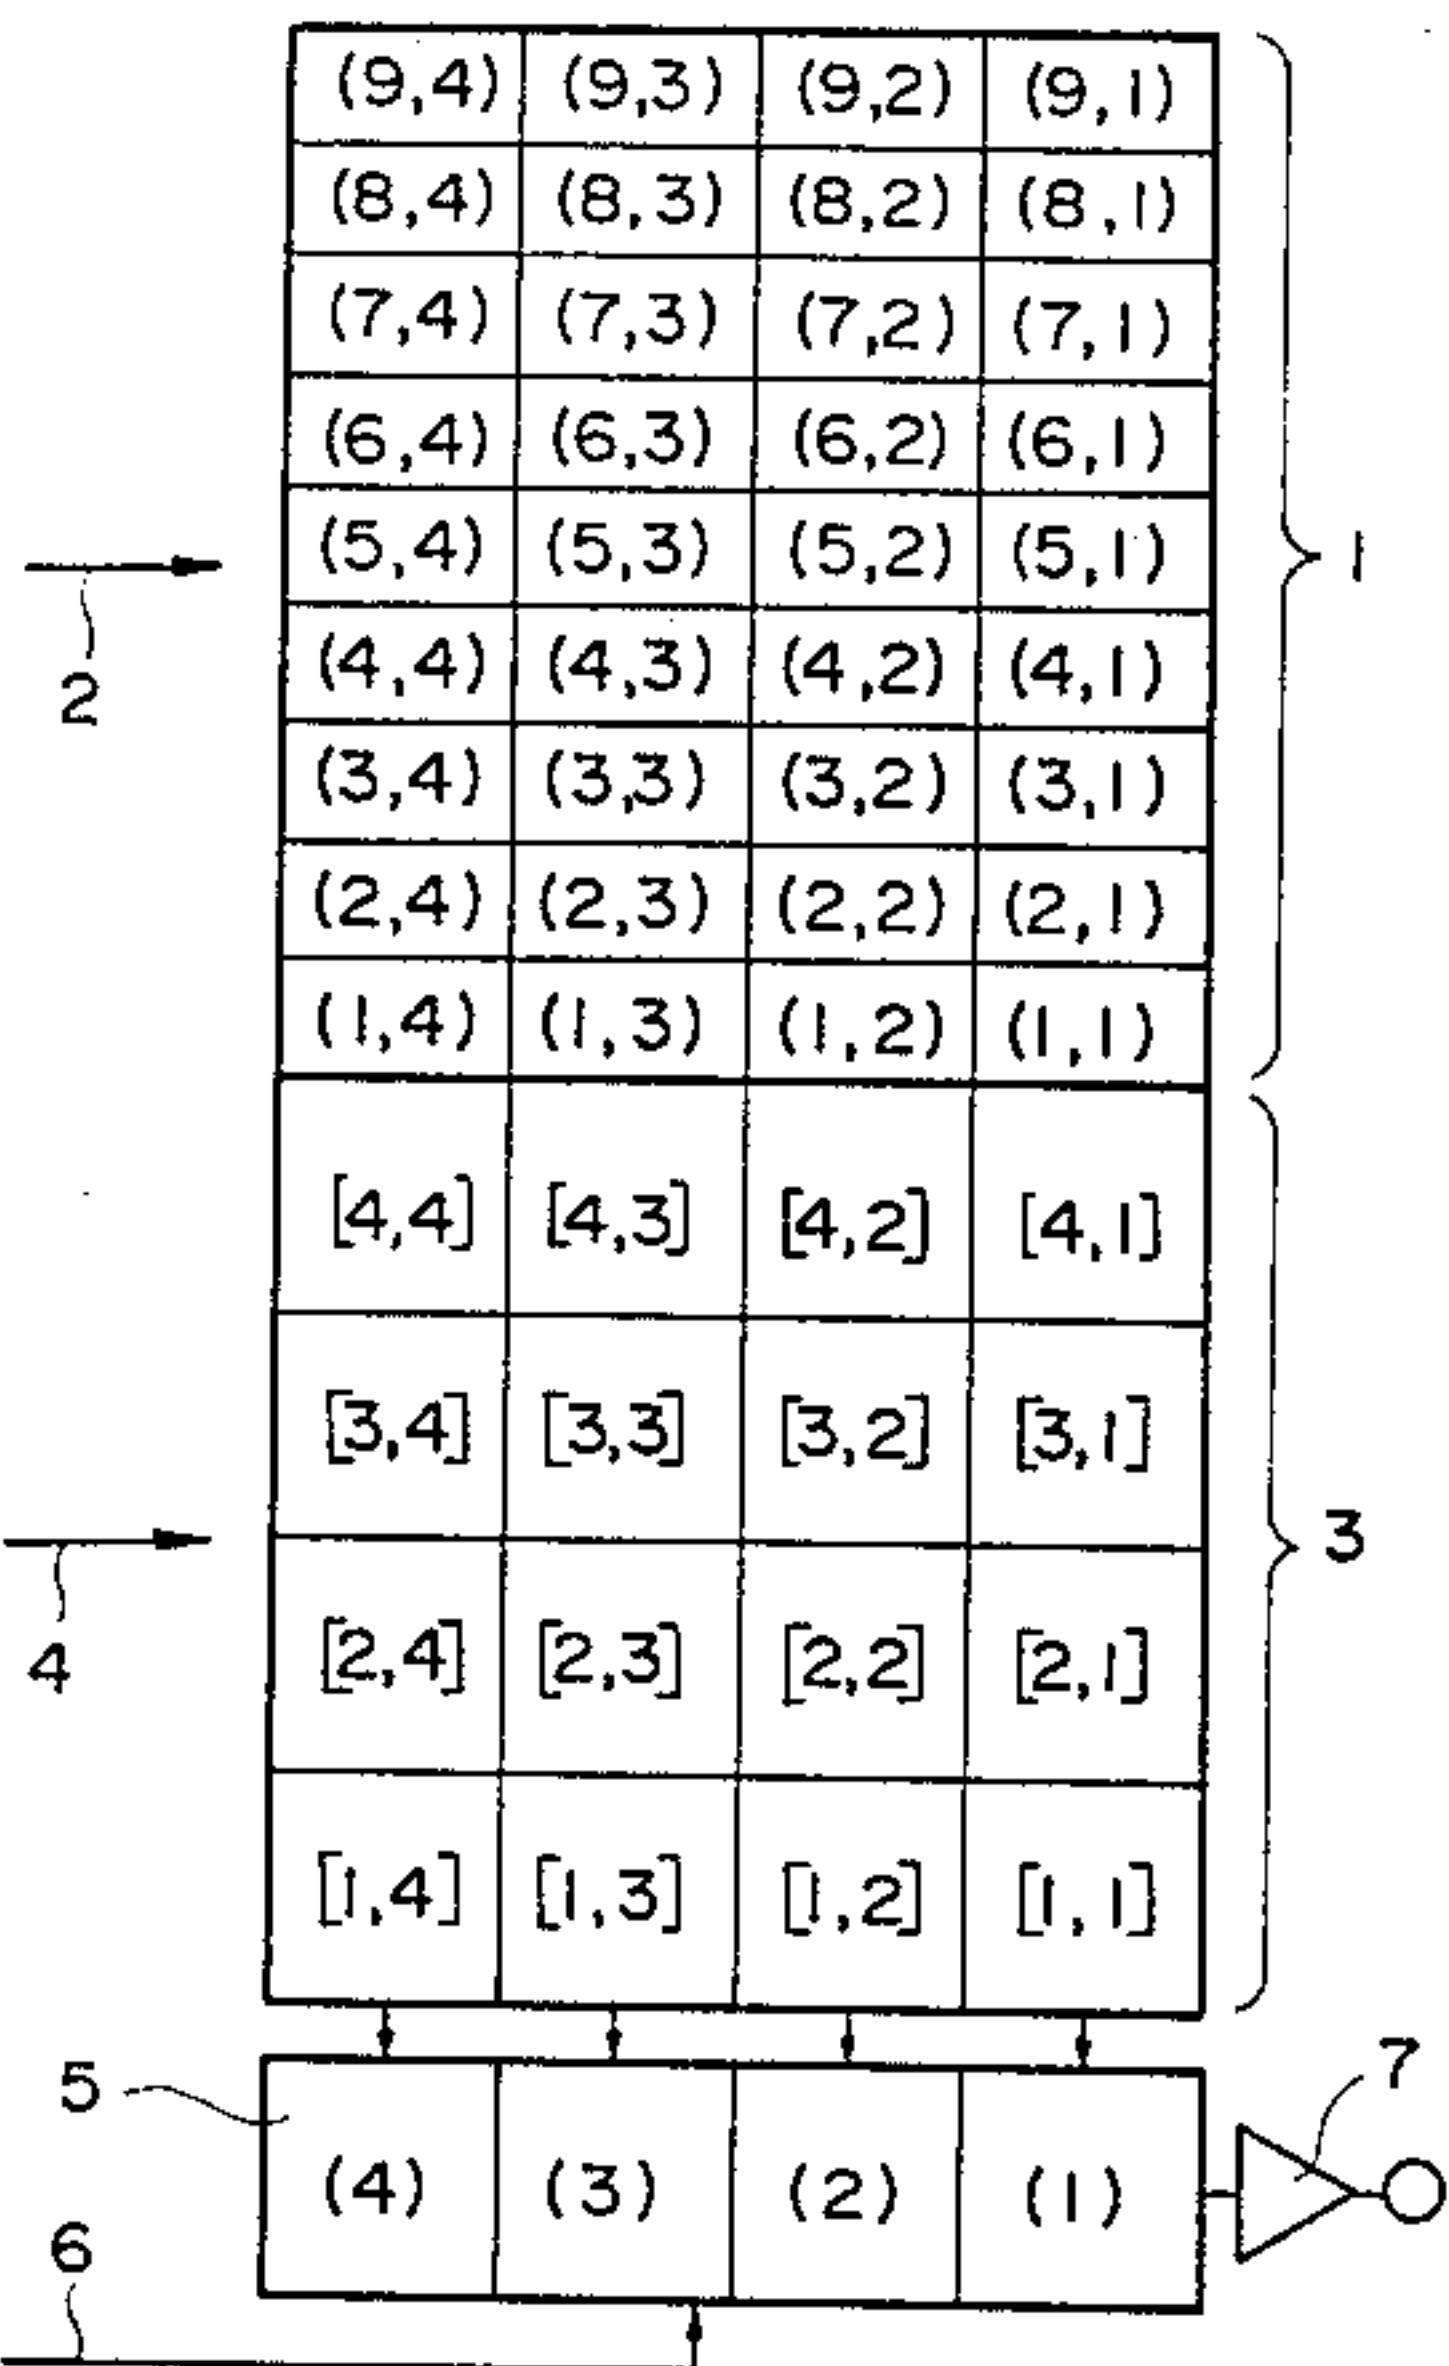 (9,4) (9,3) (9,2) (9,1)
(8,4) (8,3) (8,2) (8,1)
(7,4) (7,3) (7,2) (7,1)
(6,4) (6,3) (6,2) (6,1)
(5,4) (5,3) (5,2) (5,1)
1
(4,4) (4,3) (4,2) (4,1)
2
(3,4) (3,3) (3,2) (3,1)
(2,4) (2,3) (2,2) (2,1)
(1,4) (1,3) (1,2) (1,1)
[4,4] [4,3] [4,2] [4,1]
[3,4] [3,3] [3,2] [3,1]
3
4
[2,4] [2,3] [2,2] [2,1]
[1,4] [1,3] [1,2] [1,1]
5
7
(4) (3) (2) (1)
6